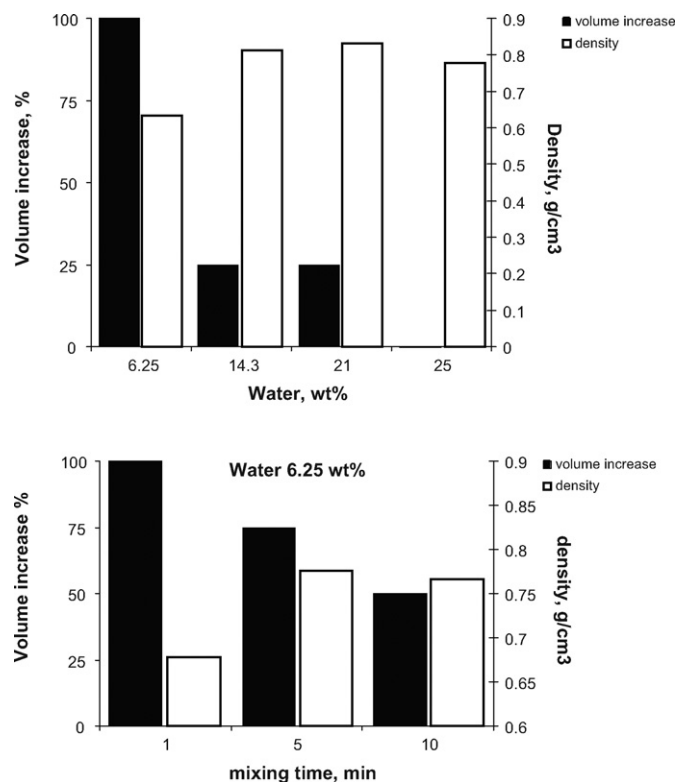 100
75
50
25
0
Volume increase, %
0.9
0.8
0.7
0.6
0.5
0.4
0.3
0.2
0.1
0
Density, g/cm3
volume increase
density
6.25 14.3 21 25
Water, wt%
Water 6.25 wt%
100
75
50
25
0
Volume increase %
0.9
0.85
0.8
0.75
0.7
0.65
0.6
density, g/cm3
volume increase
density
1 5 10
mixing time, min